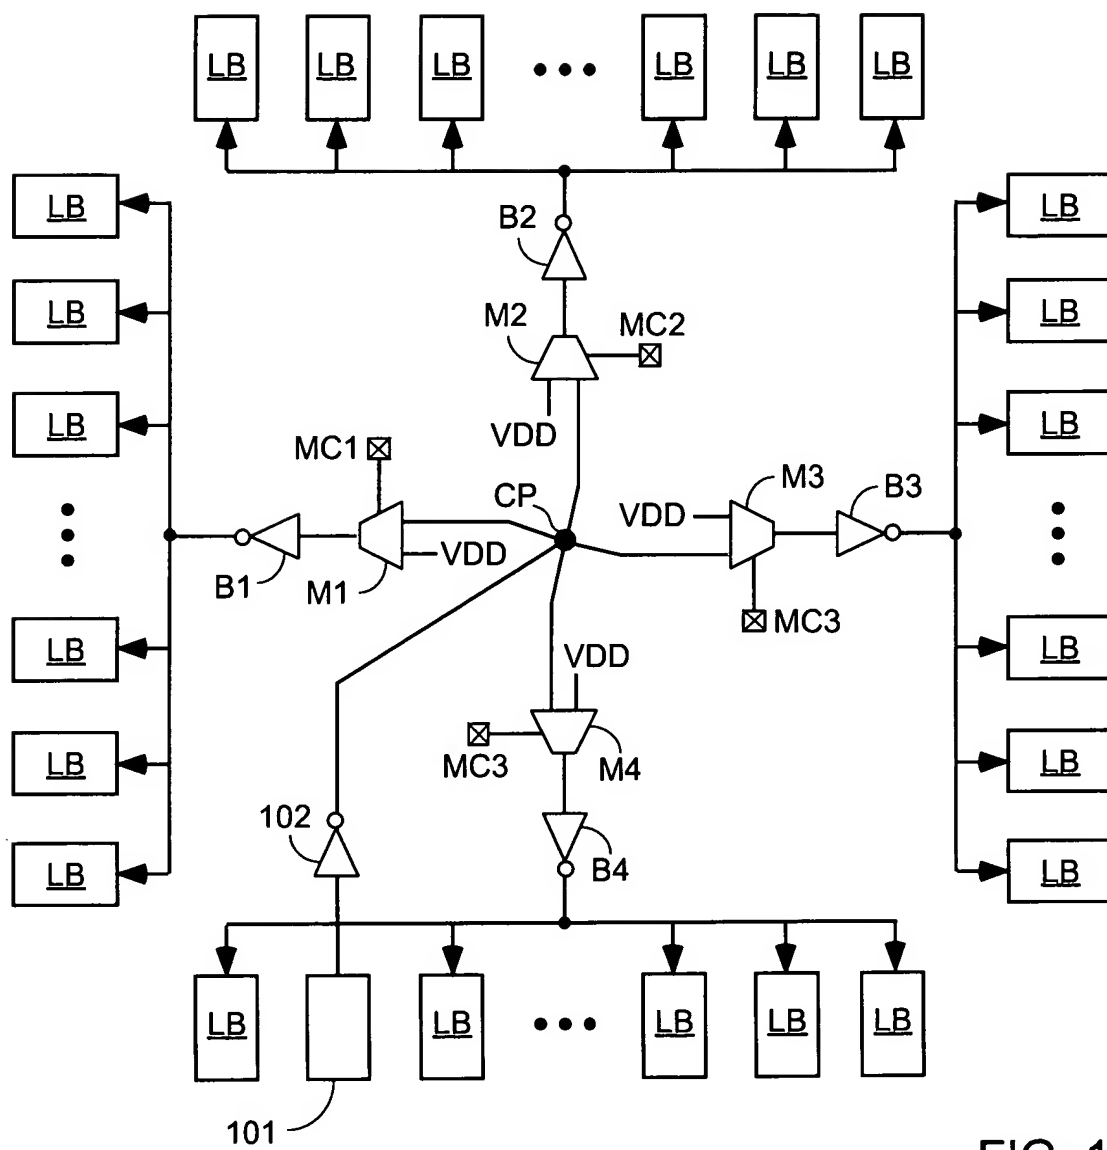 LB LB LB LB LB LB
LB LB
B2
LB LB
M2 MC2
LB VDD LB
MC1 M3 B3
CP VDD
VDD
B1 M1
MC3
LB VDD LB
MC3 M4
LB LB
102
B4
LB LB
LB LB LB LB LB
101
FIG. 1